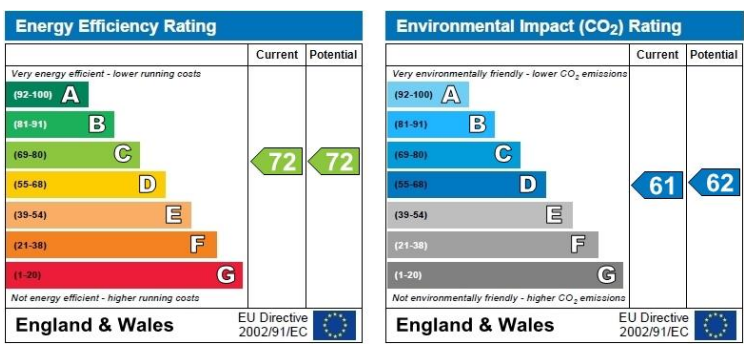 Energy Efficiency Rating
Current Potential
Very energy efficient - lower running costs
(92-100) A
(81-91) B
(69-80) C
72 72
(55-68) D
(39-54) E
(21-38) F
(1-20) G
Not energy efficient - higher running costs
England & Wales
EU Directive
2002/91/EC
Environmental Impact (CO₂) Rating
Current Potential
Very environmentally friendly - lower CO₂ emissions
(92-100) A
(81-91) B
(69-80) C
(55-68) D
61 62
(39-54) E
(21-38) F
(1-20) G
Not environmentally friendly - higher CO₂ emissions
England & Wales
EU Directive
2002/91/EC